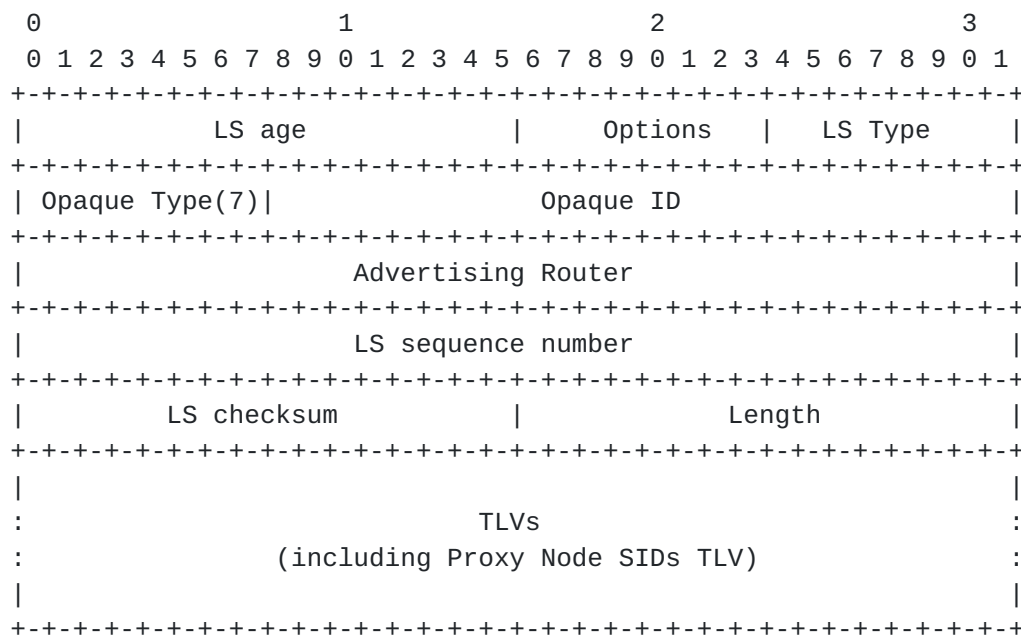 0                   1                   2                   3
 0 1 2 3 4 5 6 7 8 9 0 1 2 3 4 5 6 7 8 9 0 1 2 3 4 5 6 7 8 9 0 1
+-+-+-+-+-+-+-+-+-+-+-+-+-+-+-+-+-+-+-+-+-+-+-+-+-+-+-+-+-+-+-+-+
|            LS age             |     Options   |   LS Type     |
+-+-+-+-+-+-+-+-+-+-+-+-+-+-+-+-+-+-+-+-+-+-+-+-+-+-+-+-+-+-+-+-+
| Opaque Type(7)|                 Opaque ID                     |
+-+-+-+-+-+-+-+-+-+-+-+-+-+-+-+-+-+-+-+-+-+-+-+-+-+-+-+-+-+-+-+-+
|                     Advertising Router                        |
+-+-+-+-+-+-+-+-+-+-+-+-+-+-+-+-+-+-+-+-+-+-+-+-+-+-+-+-+-+-+-+-+
|                     LS sequence number                        |
+-+-+-+-+-+-+-+-+-+-+-+-+-+-+-+-+-+-+-+-+-+-+-+-+-+-+-+-+-+-+-+-+
|         LS checksum           |             Length            |
+-+-+-+-+-+-+-+-+-+-+-+-+-+-+-+-+-+-+-+-+-+-+-+-+-+-+-+-+-+-+-+-+
|                                                               |
:                             TLVs                              :
:                (including Proxy Node SIDs TLV)                :
|                                                               |
+-+-+-+-+-+-+-+-+-+-+-+-+-+-+-+-+-+-+-+-+-+-+-+-+-+-+-+-+-+-+-+-+